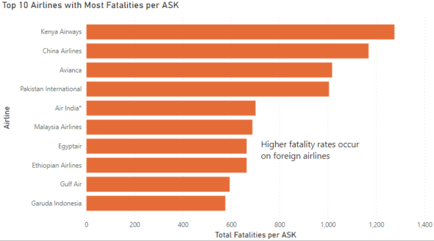 Top 10 Airlines with Most Fatalities per ASK
Airline
Kenya Airways
China Airlines
Avianca
Pakistan International
Air India*
Malaysia Airlines
Egyptair
Ethiopian Airlines
Gulf Air
Garuda Indonesia
Higher fatality rates occur
on foreign airlines
0 200 400 600 800 1,000 1,200 1,400
Total Fatalities per ASK